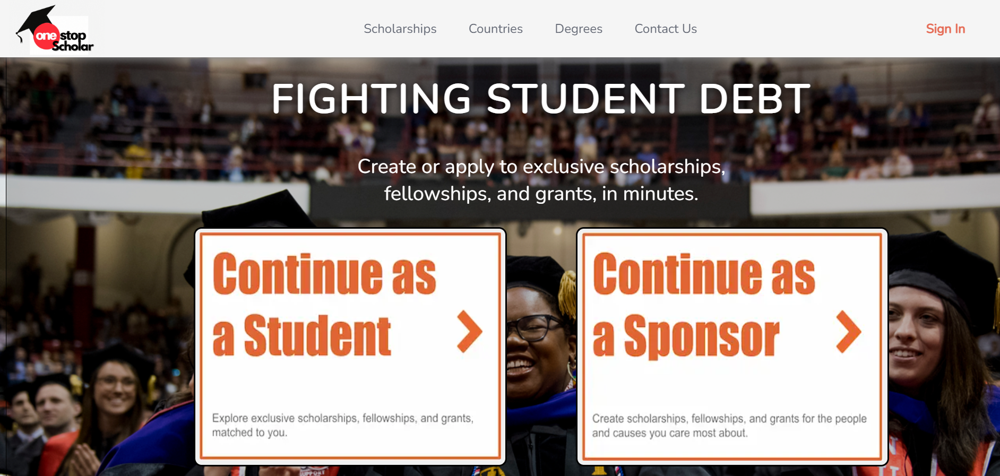 one stop
Scholar
Scholarships Countries Degrees Contact Us
Sign In
FIGHTING STUDENT DEBT
Create or apply to exclusive scholarships,
fellowships, and grants, in minutes.
Continue as
a Student
Explore exclusive scholarships, fellowships, and grants,
matched to you.
Continue as
a Sponsor
Create scholarships, fellowships, and grants for the people
and causes you care most about.
SUPPORT